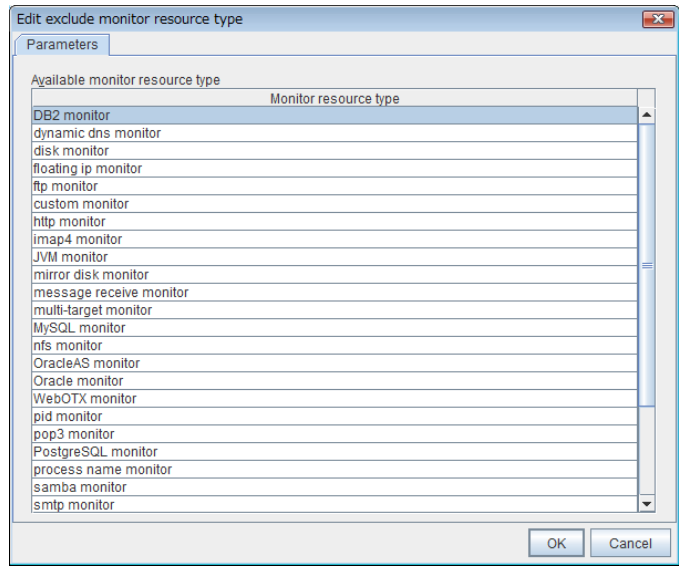 Edit exclude monitor resource type
Parameters
Available monitor resource type
Monitor resource type
DB2 monitor
dynamic dns monitor
disk monitor
floating ip monitor
ftp monitor
custom monitor
http monitor
imap4 monitor
JVM monitor
mirror disk monitor
message receive monitor
multi-target monitor
MySQL monitor
nfs monitor
OracleAS monitor
Oracle monitor
WebOTX monitor
pid monitor
pop3 monitor
PostgreSQL monitor
process name monitor
samba monitor
smtp monitor
OK Cancel